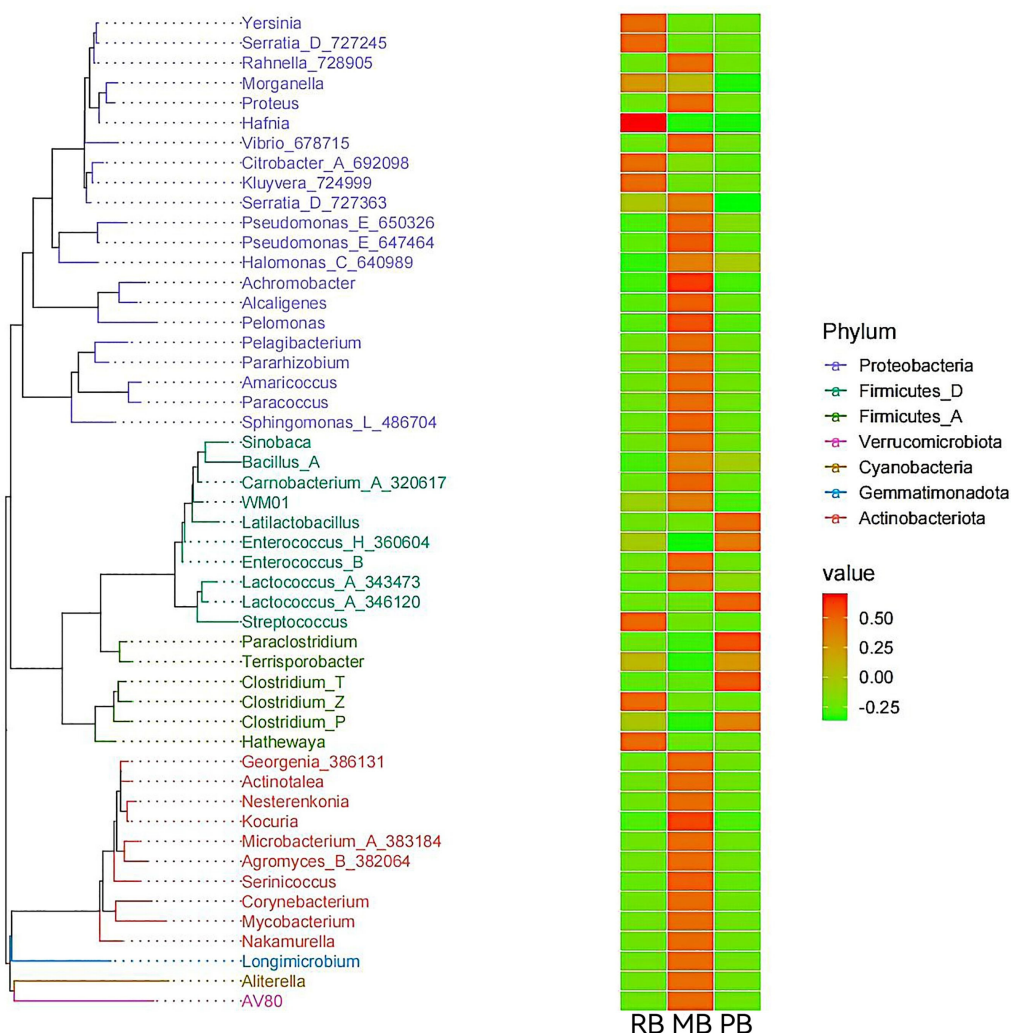 Yersinia
Serratia_D_727245
Rahnella_728905
Morganella
Proteus
Hafnia
Vibrio_678715
Citrobacter_A_692098
Kluyvera_724999
Serratia_D_727363
Pseudomonas_E_650326
Pseudomonas_E_647464
Halomonas_C_640989
Achromobacter
Alcaligenes
Pelomonas
Pelagibacterium
Pararhizobium
Amaricoccus
Paracoccus
Sphingomonas_L_486704
Sinobaca
Bacillus_A
Carnobacterium_A_320617
WM01
Latilactobacillus
Enterococcus_H_360604
Enterococcus_B
Lactococcus_A_343473
Lactococcus_A_346120
Streptococcus
Paraclostridium
Terrisporobacter
Clostridium_T
Clostridium_Z
Clostridium_P
Hathewaya
Georgenia_386131
Actinotalea
Nesterenkonia
Kocuria
Microbacterium_A_383184
Agromyces_B_382064
Serinicoccus
Corynebacterium
Mycobacterium
Nakamurella
Longimicrobium
Aliterella
AV80
RB MB PB
Phylum
a Proteobacteria
a Firmicutes_D
a Firmicutes_A
a Verrucomicrobiota
a Cyanobacteria
a Gemmatimonadota
a Actinobacteriota
value
0.50
0.25
0.00
-0.25